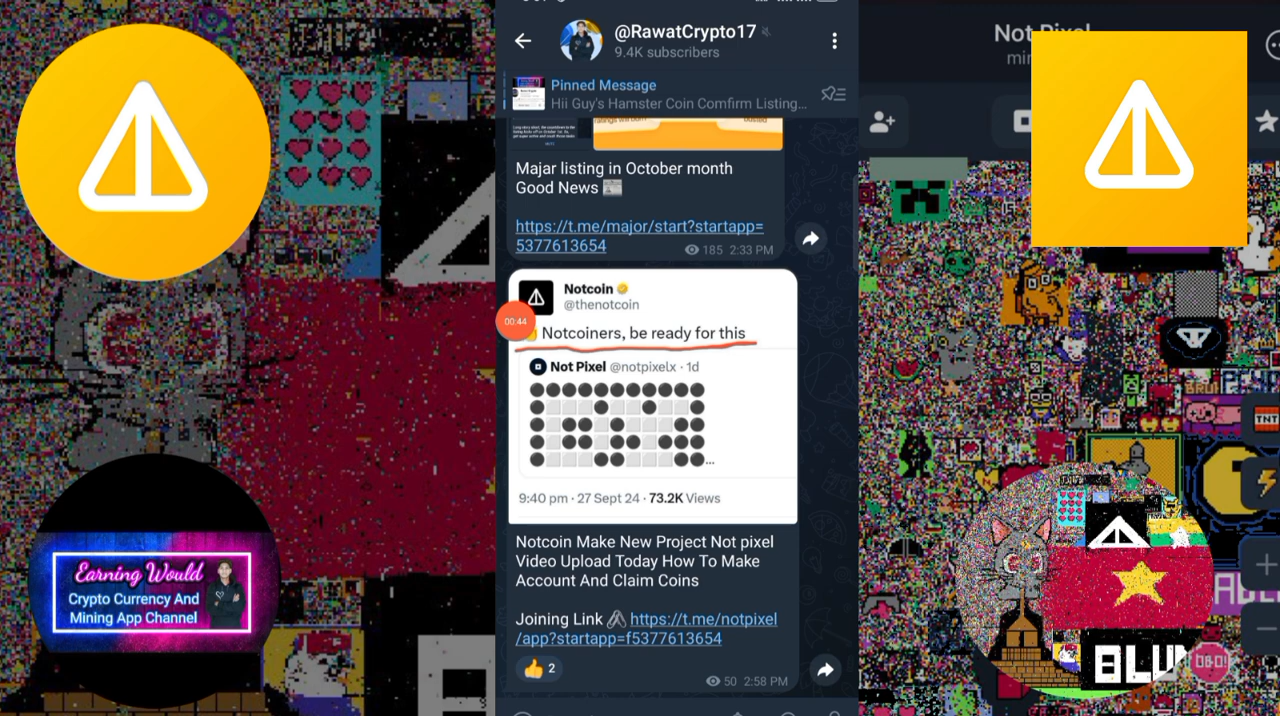 @RawatCrypto17
9.4K subscribers
Pinned Message
Hii Guy's Hamster Coin Comfirm Listing...
Majar listing in October month
Good News
https://t.me/major/start?startapp=
5377613654
185 2:33 PM
Notcoin
@thenotcoin
00:44
Notcoiners, be ready for this
Not Pixel @notpixelx · 1d
...
9:40 pm · 27 Sept 24 · 73.2K Views
Notcoin Make New Project Not pixel
Video Upload Today How To Make
Account And Claim Coins
Joining Link https://t.me/notpixel
/app?startapp=f5377613654
2
50 2:58 PM
Earning Would
Crypto Currency And
Mining App Channel
Not Pixel
BRUH
TNT